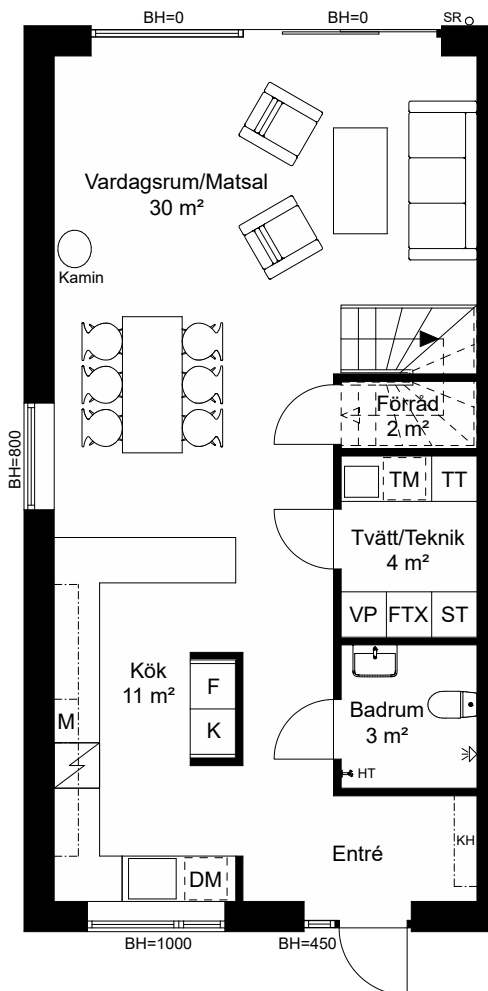 BH=0
BH=0
SR
Vardagsrum/Matsal
30 m²
Kamin
Förråd
2 m²
BH=800
TM
TT
Tvätt/Teknik
4 m²
VP
FTX
ST
Kök
11 m²
F
K
M
Badrum
3 m²
HT
Entré
KH
DM
BH=1000
BH=450